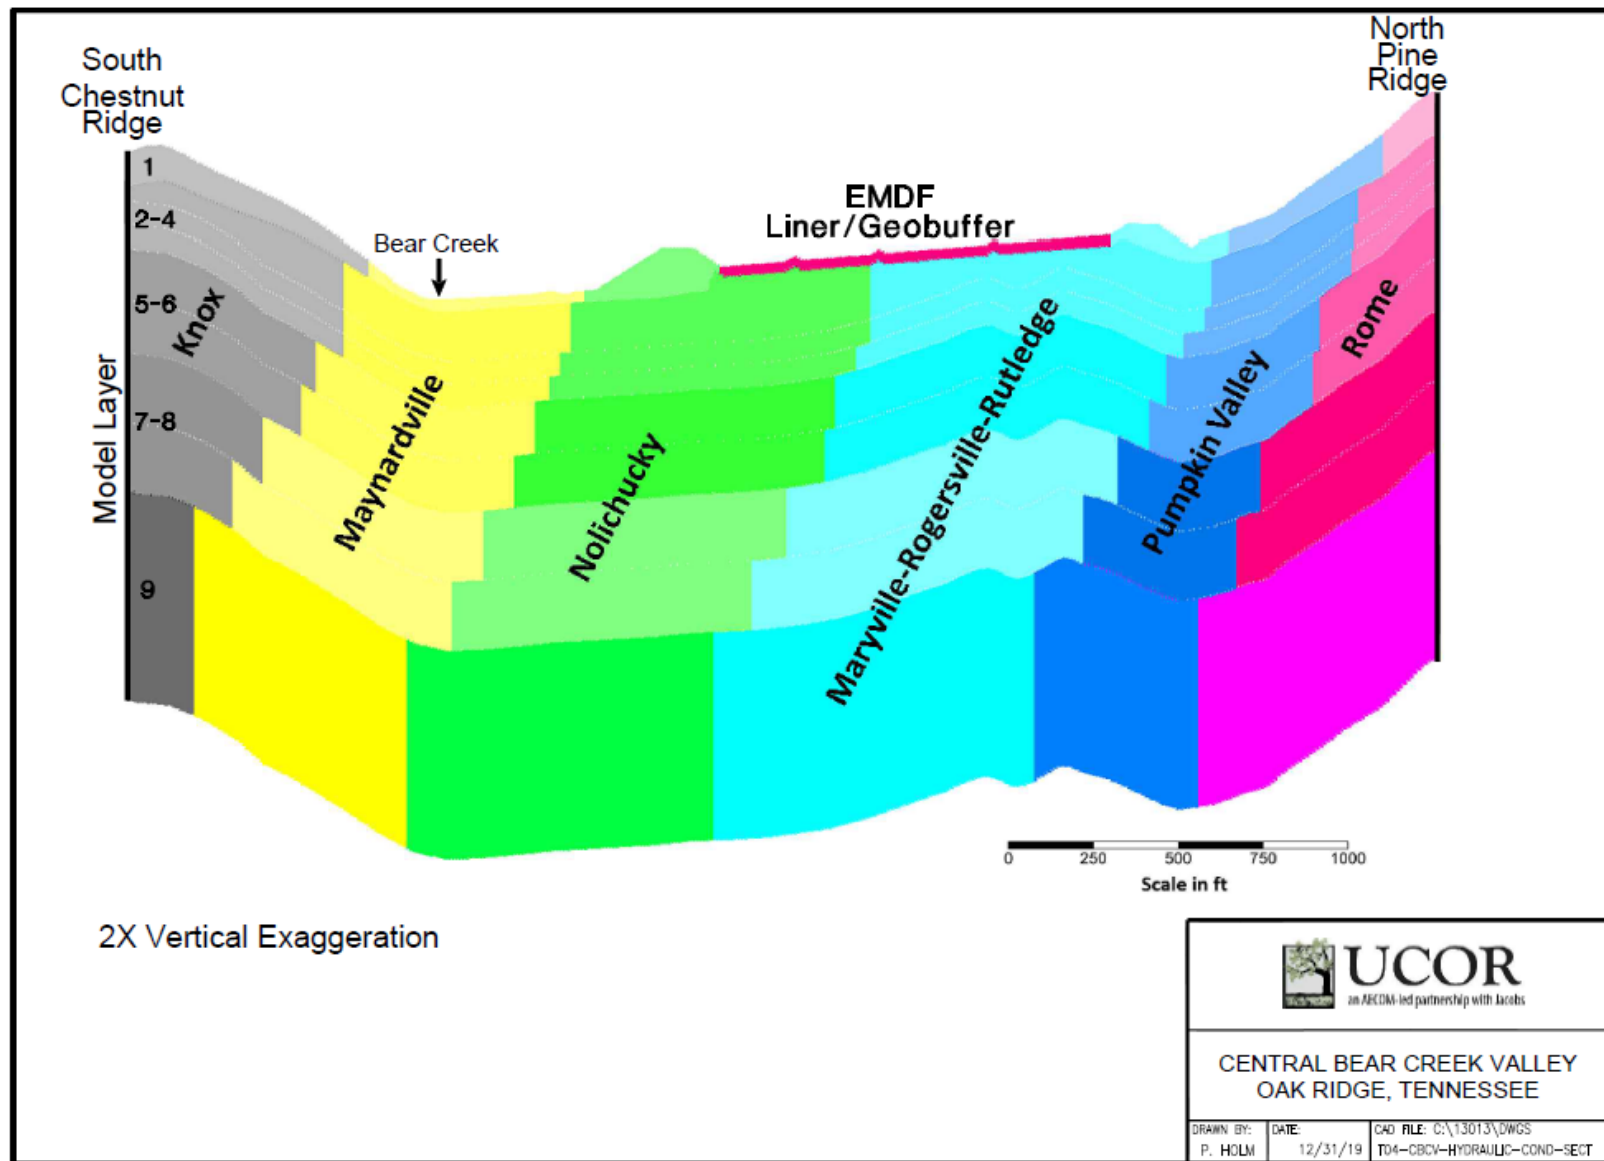 South
Chestnut
Ridge
North
Pine
Ridge
EMDF
Liner/Geobuffer
Bear Creek
Model Layer
1
2-4
5-6
7-8
9
Knox
Maynardville
Nolichucky
Maryville-Rogersville-Rutledge
Pumpkin Valley
Rome
0 250 500 750 1000
Scale in ft
2X Vertical Exaggeration
UCOR
an AECOM-led partnership with Jacobs
CENTRAL BEAR CREEK VALLEY
OAK RIDGE, TENNESSEE
DRAWN BY:
P. HOLM
DATE:
12/31/19
CAD FILE: C:\13013\DWGS
T04-CBCV-HYDRAULIC-COND-SECT